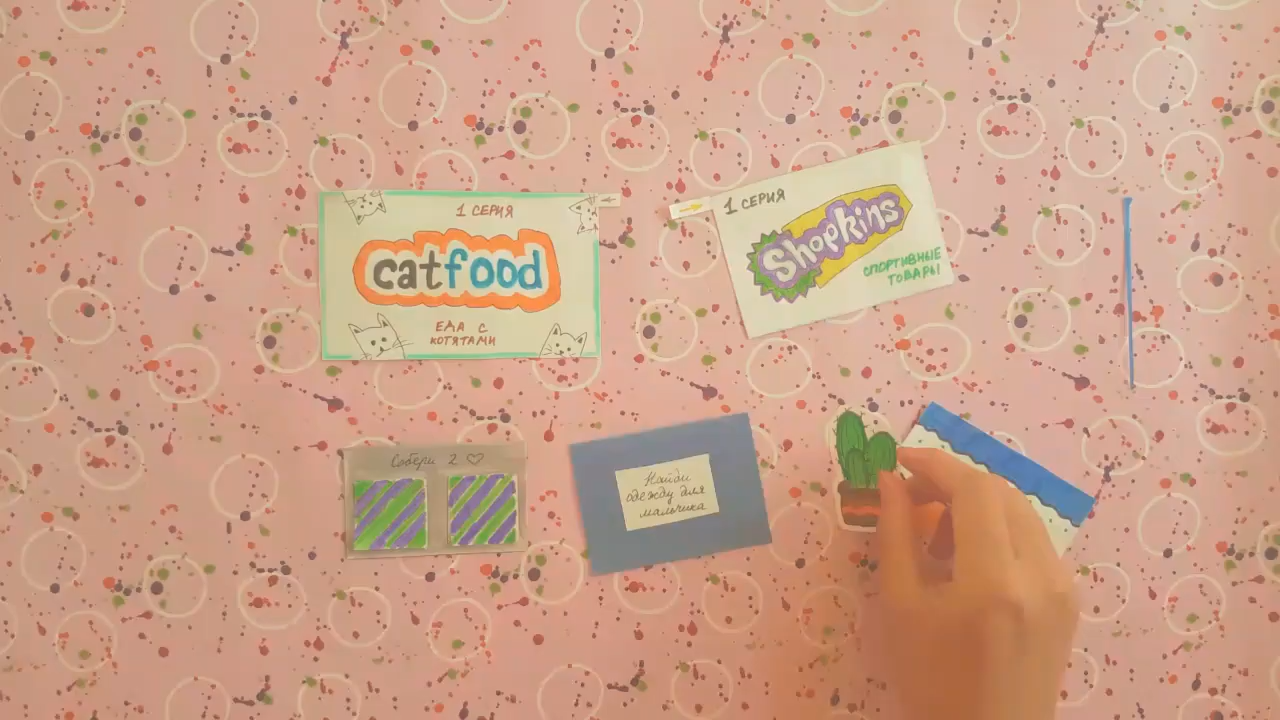 1 СЕРИЯ
catfood
ЕДА С
КОТЯТАМИ
1 СЕРИЯ
Shopkins
СПОРТИВНЫЕ
ТОВАРЫ
Собери 2
Найди
одежду для
мальчика